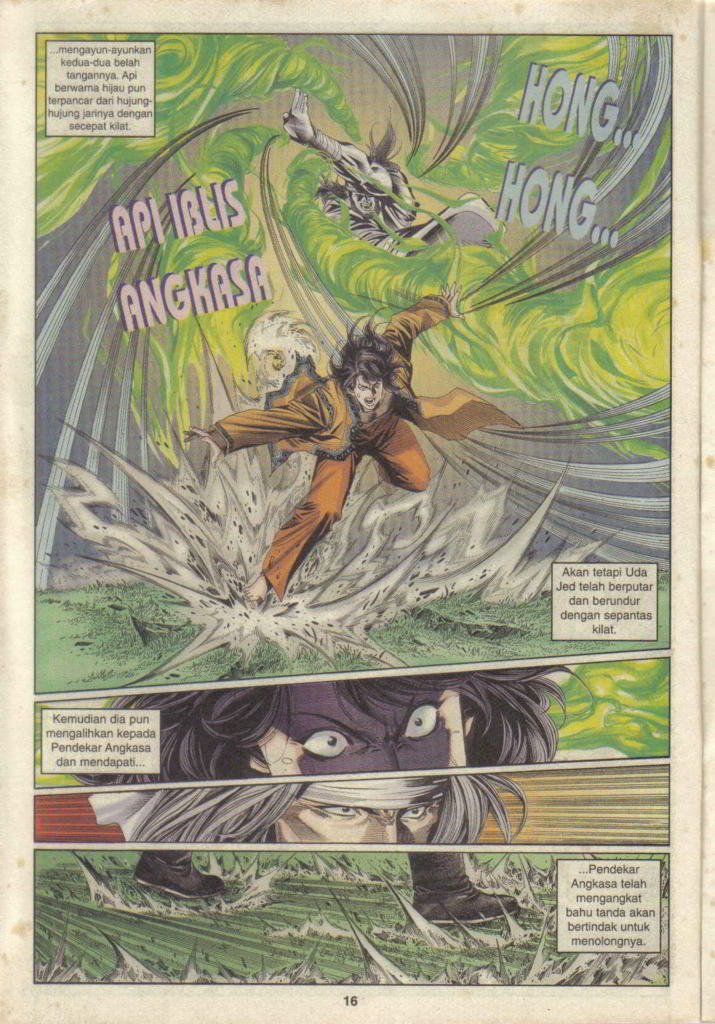 ...mengayun-ayunkan
kedua-dua belah
tangannya. Api
berwarna hijau pun
terpancar dari hujung-
hujung jarinya dengan
secepat kilat.
HONG...
HONG...
API IBLIS
ANGKASA
Akan tetapi Uda
Jed telah berputar
dan berundur
dengan sepantas
kilat.
Kemudian dia pun
mengalihkan kepada
Pendekar Angkasa
dan mendapati...
...Pendekar
Angkasa telah
mengangkat
bahu tanda akan
bertindak untuk
menolongnya.
16